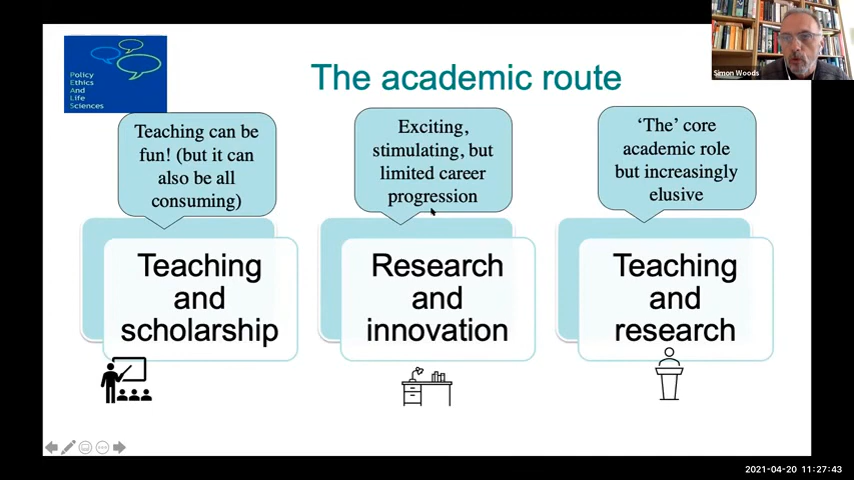 Policy
Ethics
And
Life
Sciences
The academic route
Simon Woods
Teaching can be
fun! (but it can
also be all
consuming)
Exciting,
stimulating, but
limited career
progression
‘The’ core
academic role
but increasingly
elusive
Teaching
and
scholarship
Research
and
innovation
Teaching
and
research
2021-04-20 11:27:43